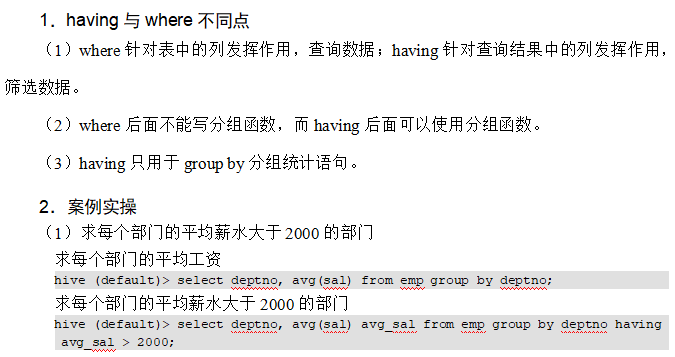 1．having 与 where 不同点
（1）where 针对表中的列发挥作用，查询数据；having 针对查询结果中的列发挥作用，
筛选数据。
（2）where 后面不能写分组函数，而 having 后面可以使用分组函数。
（3）having 只用于 group by 分组统计语句。
2．案例实操
（1）求每个部门的平均薪水大于 2000 的部门
求每个部门的平均工资
hive (default)> select deptno, avg(sal) from emp group by deptno;
求每个部门的平均薪水大于 2000 的部门
hive (default)> select deptno, avg(sal) avg_sal from emp group by deptno having
avg_sal > 2000;